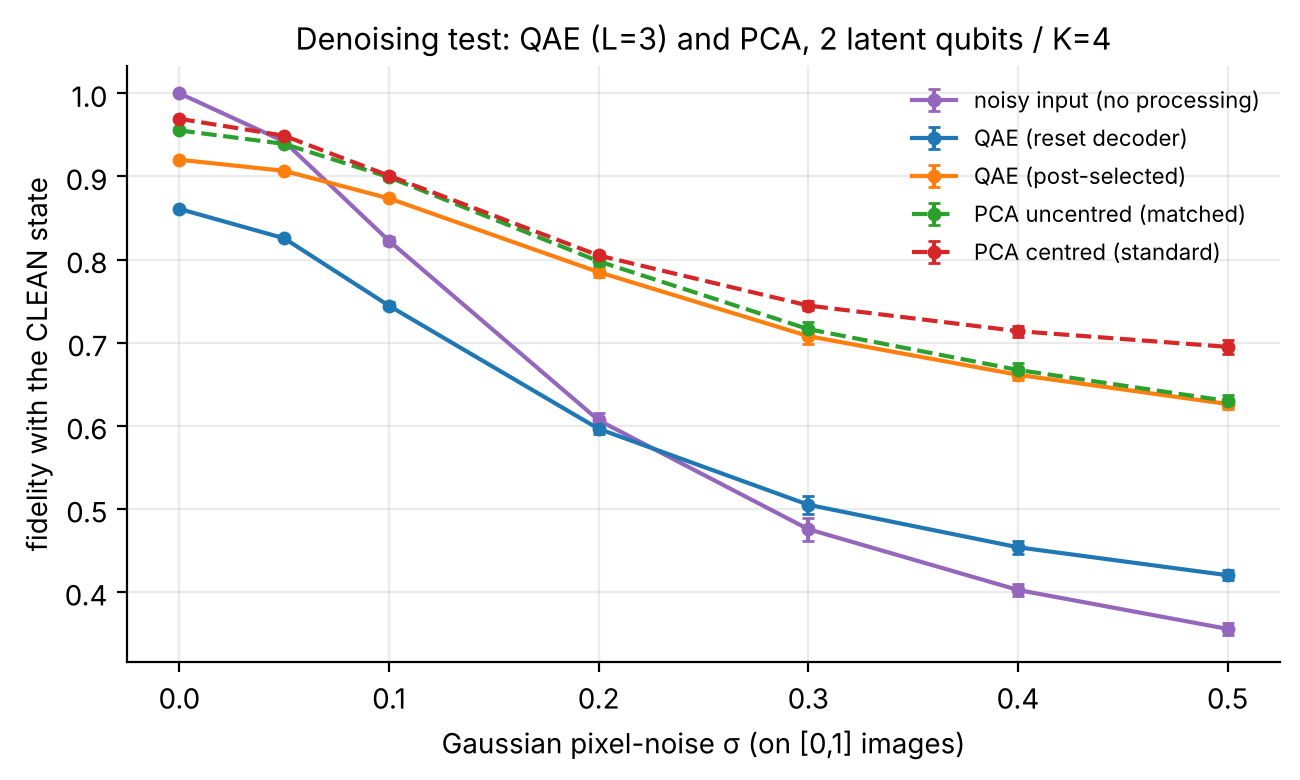 Denoising test: QAE (L=3) and PCA, 2 latent qubits / K=4
fidelity with the CLEAN state
1.0
0.9
0.8
0.7
0.6
0.5
0.4
noisy input (no processing)
QAE (reset decoder)
QAE (post-selected)
PCA uncentred (matched)
PCA centred (standard)
0.0 0.1 0.2 0.3 0.4 0.5
Gaussian pixel-noise σ (on [0,1] images)